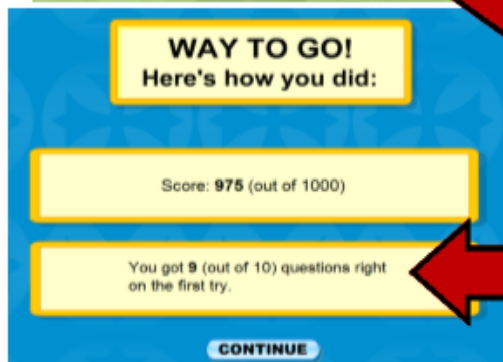 WAY TO GO!
Here's how you did:
Score: 975 (out of 1000)
You got 9 (out of 10) questions right
on the first try.
CONTINUE